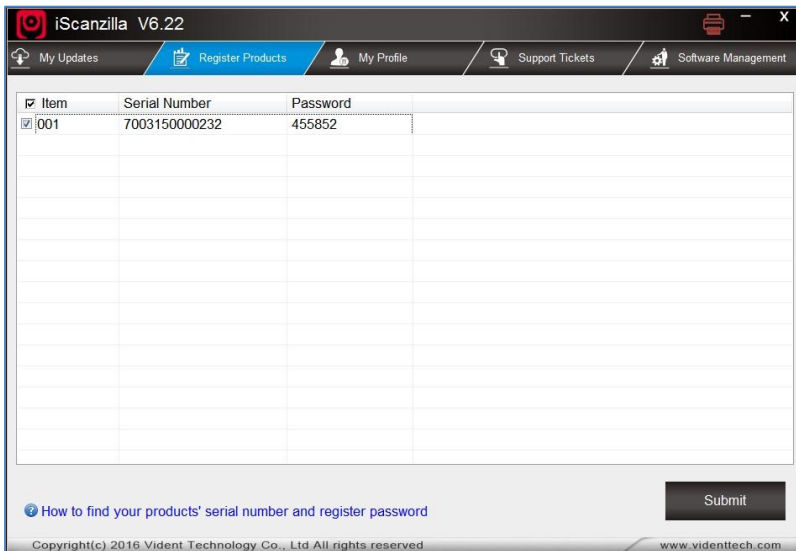 iScanzilla V6.22
My Updates Register Products My Profile Support Tickets Software Management
Item Serial Number Password
001 7003150000232 455852
How to find your products' serial number and register password
Submit
Copyright(c) 2016 Vident Technology Co., Ltd All rights reserved www.videnttech.com